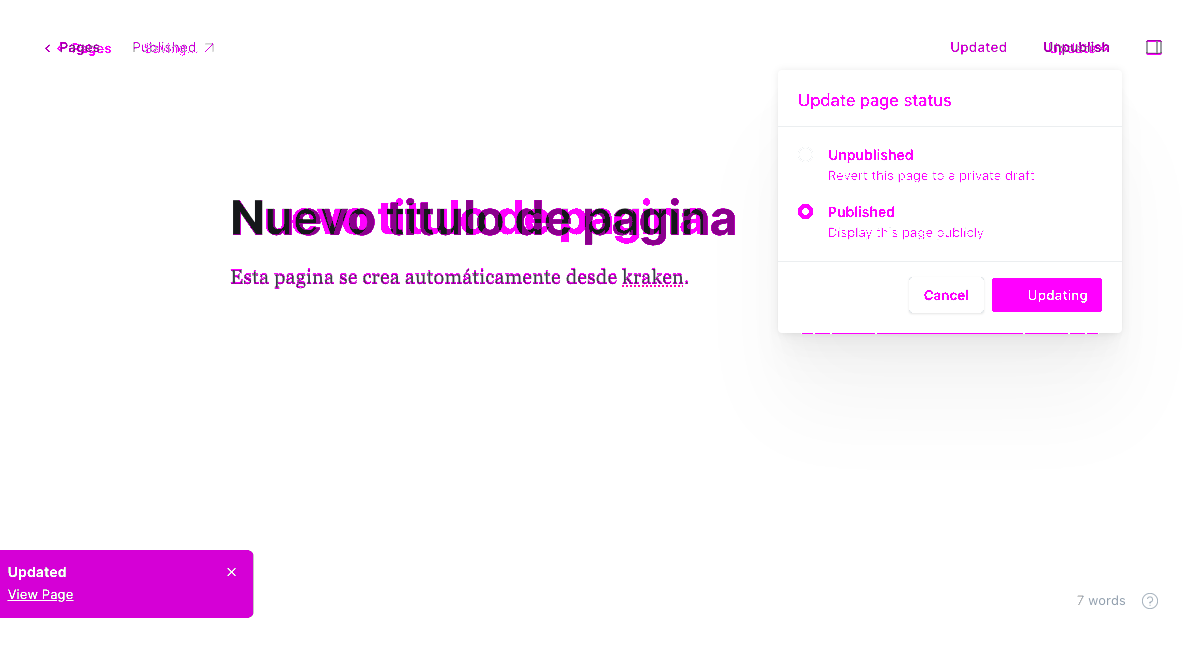 Pages
Published
Updated
Unpublish
Update page status
Unpublished
Revert this page to a private draft
Published
Display this page publicly
Cancel
Updating
Nuevo titulo de pagina
Esta pagina se crea automáticamente desde kraken.
Updated
View Page
7 words